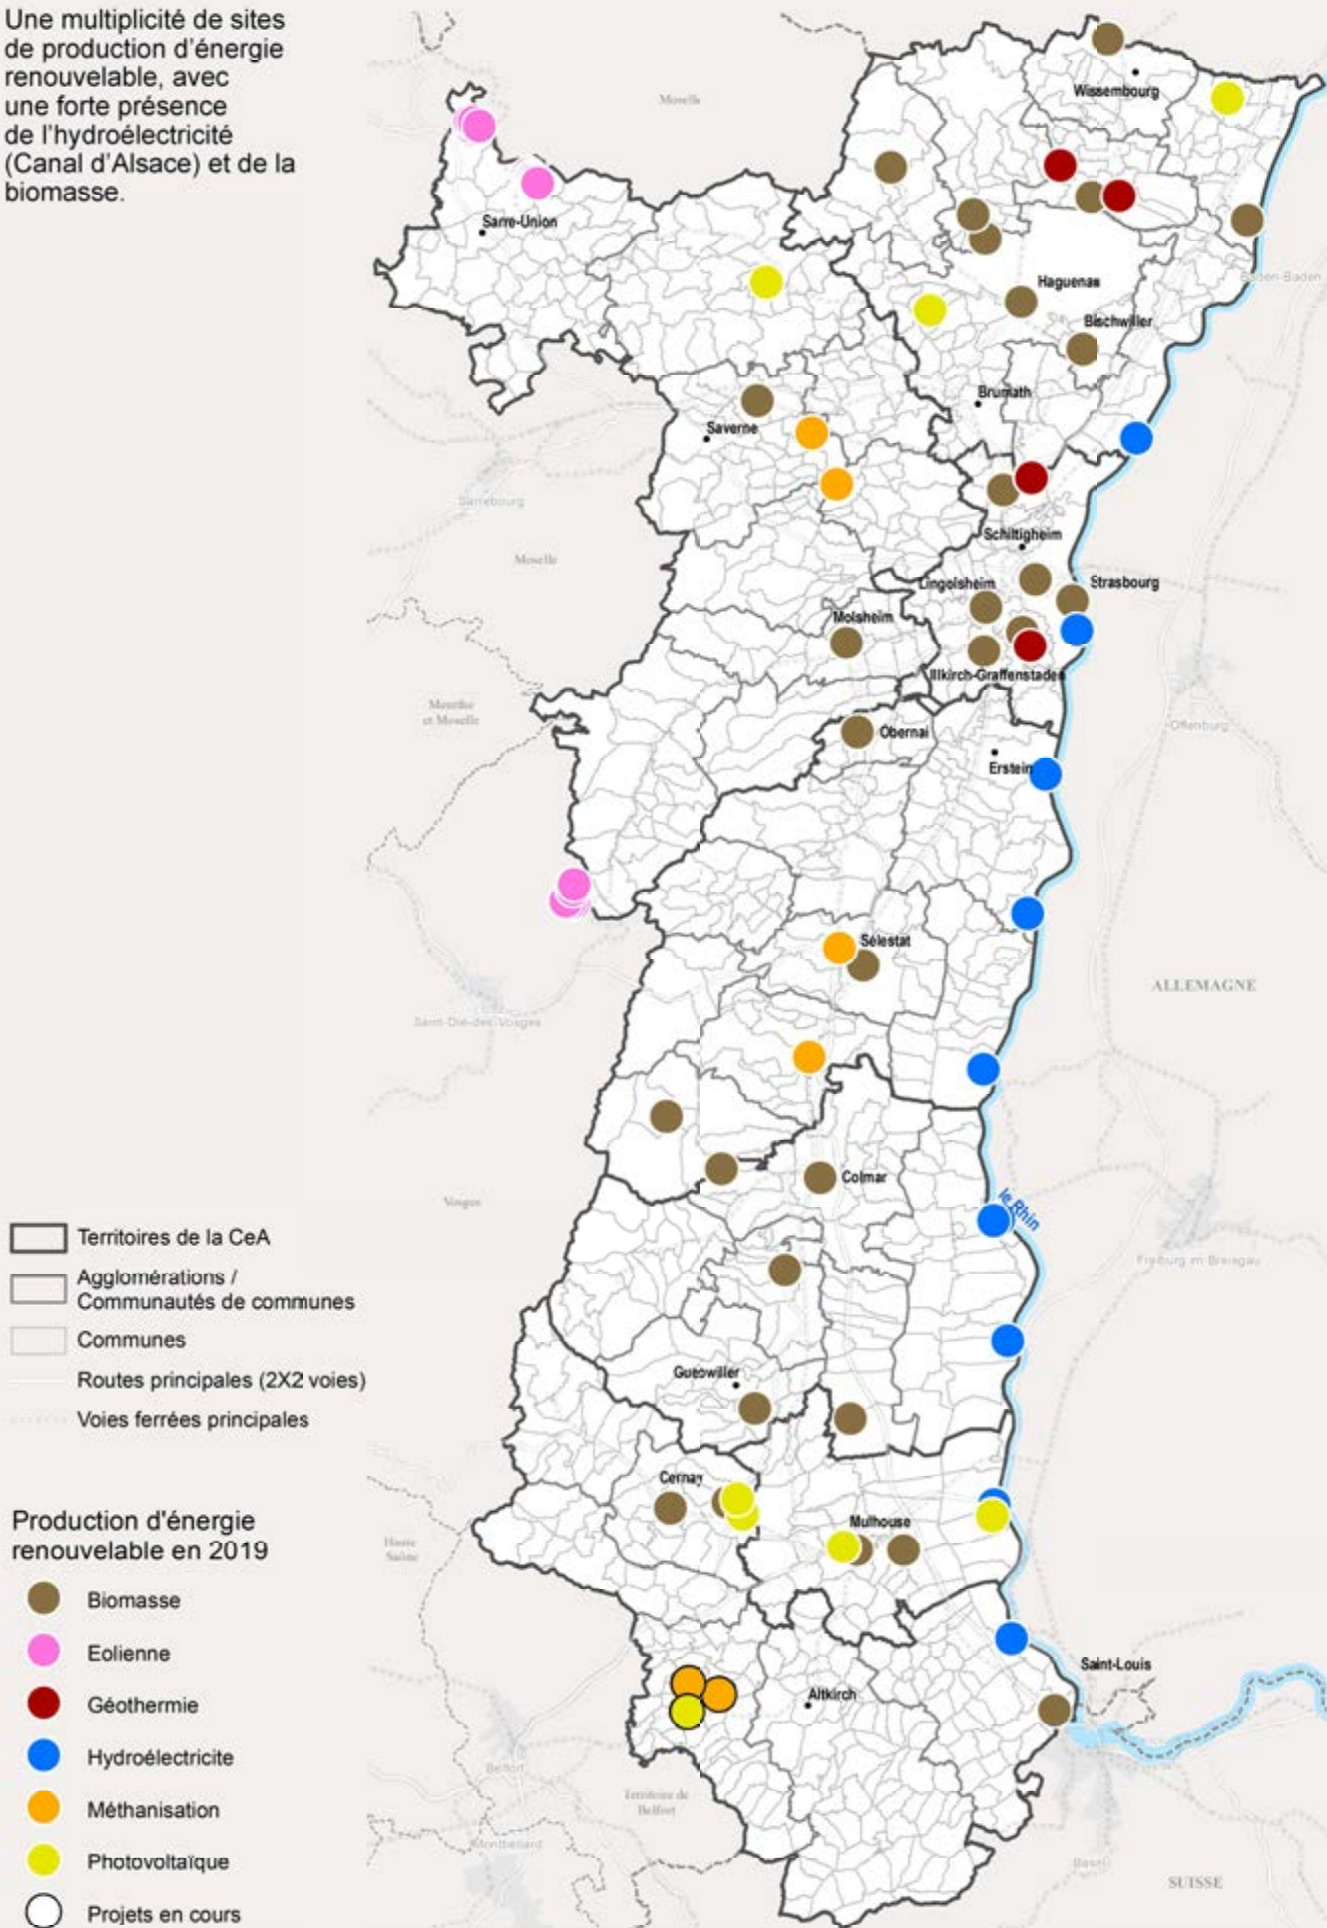 Une multiplicité de sites
de production d'énergie
renouvelable, avec
une forte présence
de l'hydroélectricité
(Canal d'Alsace) et de la
biomasse.
Moselle
Wissembourg
Sarre-Union
Baden-Baden
Haguenau
Bischwiller
Brumath
Saverne
Sarrebourg
Schiltigheim
Moselle
Lingolsheim
Strasbourg
Molsheim
Illkirch-Graffenstaden
Meurthe
et Moselle
Offenburg
Obernai
Erstein
Sélestat
ALLEMAGNE
Saint-Dié-des-Vosges
Colmar
Vosges
le Rhin
Freiburg im Breisgau
Guebwiller
Cernay
Mulhouse
Haute
Saône
Saint-Louis
Altkirch
Belfort
Territoire de
Belfort
Montbéliard
Basel
SUISSE
Territoires de la CeA
Agglomérations /
Communautés de communes
Communes
Routes principales (2X2 voies)
Voies ferrées principales
Production d'énergie
renouvelable en 2019
Biomasse
Eolienne
Géothermie
Hydroélectricite
Méthanisation
Photovoltaïque
Projets en cours